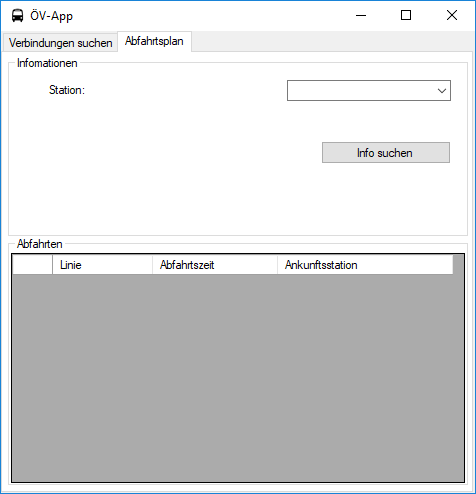 ÖV-App
Verbindungen suchen Abfahrtsplan
Infomationen
Station:
Info suchen
Abfahrten
Linie Abfahrtszeit Ankunftsstation